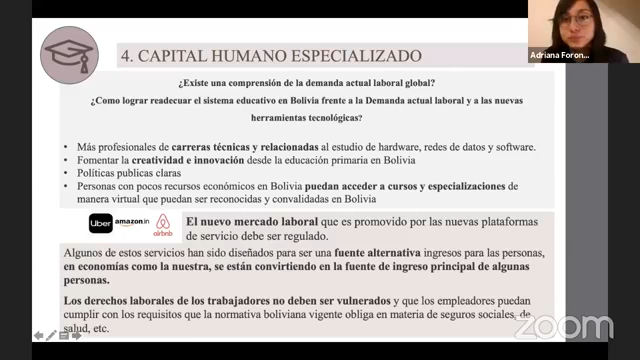 4. CAPITAL HUMANO ESPECIALIZADO
Adriana Foron...
¿Existe una comprensión de la demanda actual laboral global?
¿Como lograr readecuar el sistema educativo en Bolivia frente a la Demanda actual laboral y a las nuevas
herramientas tecnológicas?
• Más profesionales de carreras técnicas y relacionadas al estudio de hardware, redes de datos y software.
• Fomentar la creatividad e innovación desde la educación primaria en Bolivia
• Políticas publicas claras
• Personas con pocos recursos económicos en Bolivia puedan acceder a cursos y especializaciones de
manera virtual que puedan ser reconocidas y convalidadas en Bolivia
Uber amazon.in airbnb
El nuevo mercado laboral que es promovido por las nuevas plataformas
de servicio debe ser regulado.
Algunos de estos servicios han sido diseñados para ser una fuente alternativa ingresos para las personas,
en economías como la nuestra, se están convirtiendo en la fuente de ingreso principal de algunas
personas.
Los derechos laborales de los trabajadores no deben ser vulnerados y que los empleadores puedan
cumplir con los requisitos que la normativa boliviana vigente obliga en materia de seguros sociales, de
salud, etc.
zoom